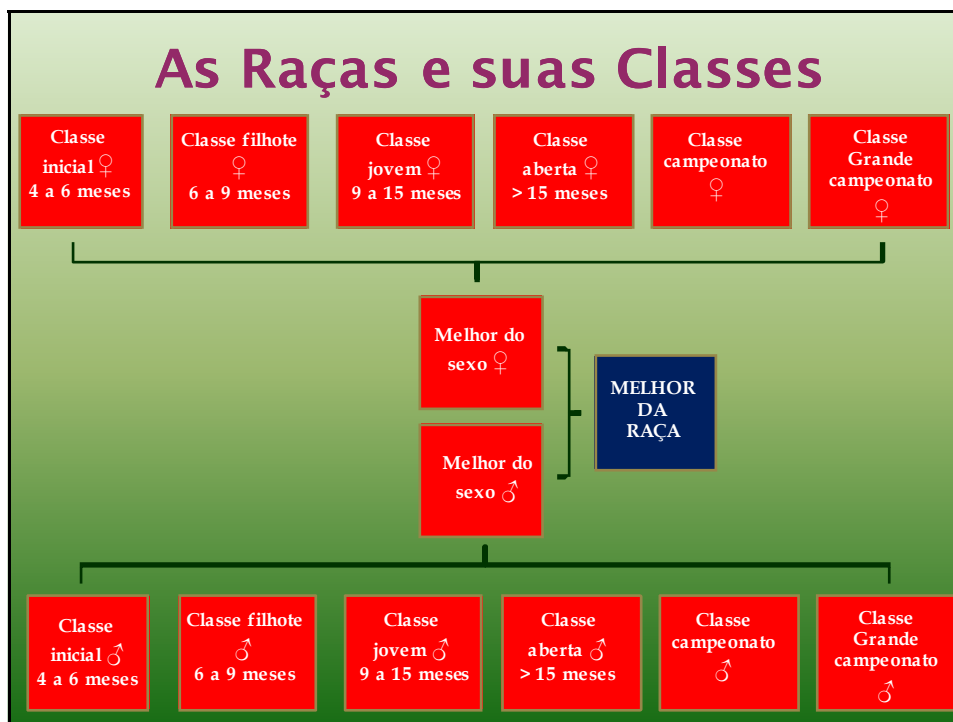 As Raças e suas Classes
Classe
inicial ♀
4 a 6 meses
Classe filhote
♀
6 a 9 meses
Classe
jovem ♀
9 a 15 meses
Classe
aberta ♀
> 15 meses
Classe
campeonato
♀
Classe
Grande
campeonato
♀
Melhor do
sexo ♀
MELHOR
DA
RAÇA
Melhor do
sexo ♂
Classe
inicial ♂
4 a 6 meses
Classe filhote
♂
6 a 9 meses
Classe
jovem ♂
9 a 15 meses
Classe
aberta ♂
> 15 meses
Classe
campeonato
♂
Classe
Grande
campeonato
♂